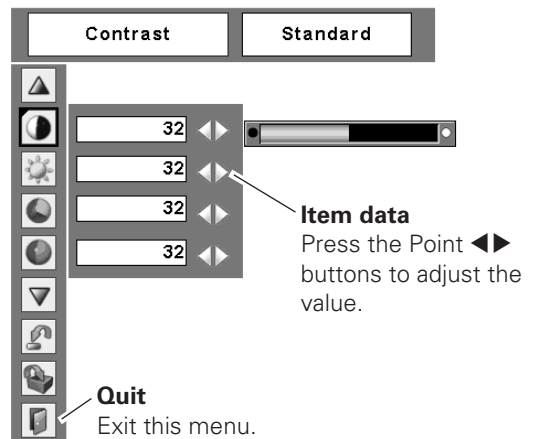 Contrast Standard
32
32
32
32
Item data
Press the Point ◀▶
buttons to adjust the
value.
Quit
Exit this menu.